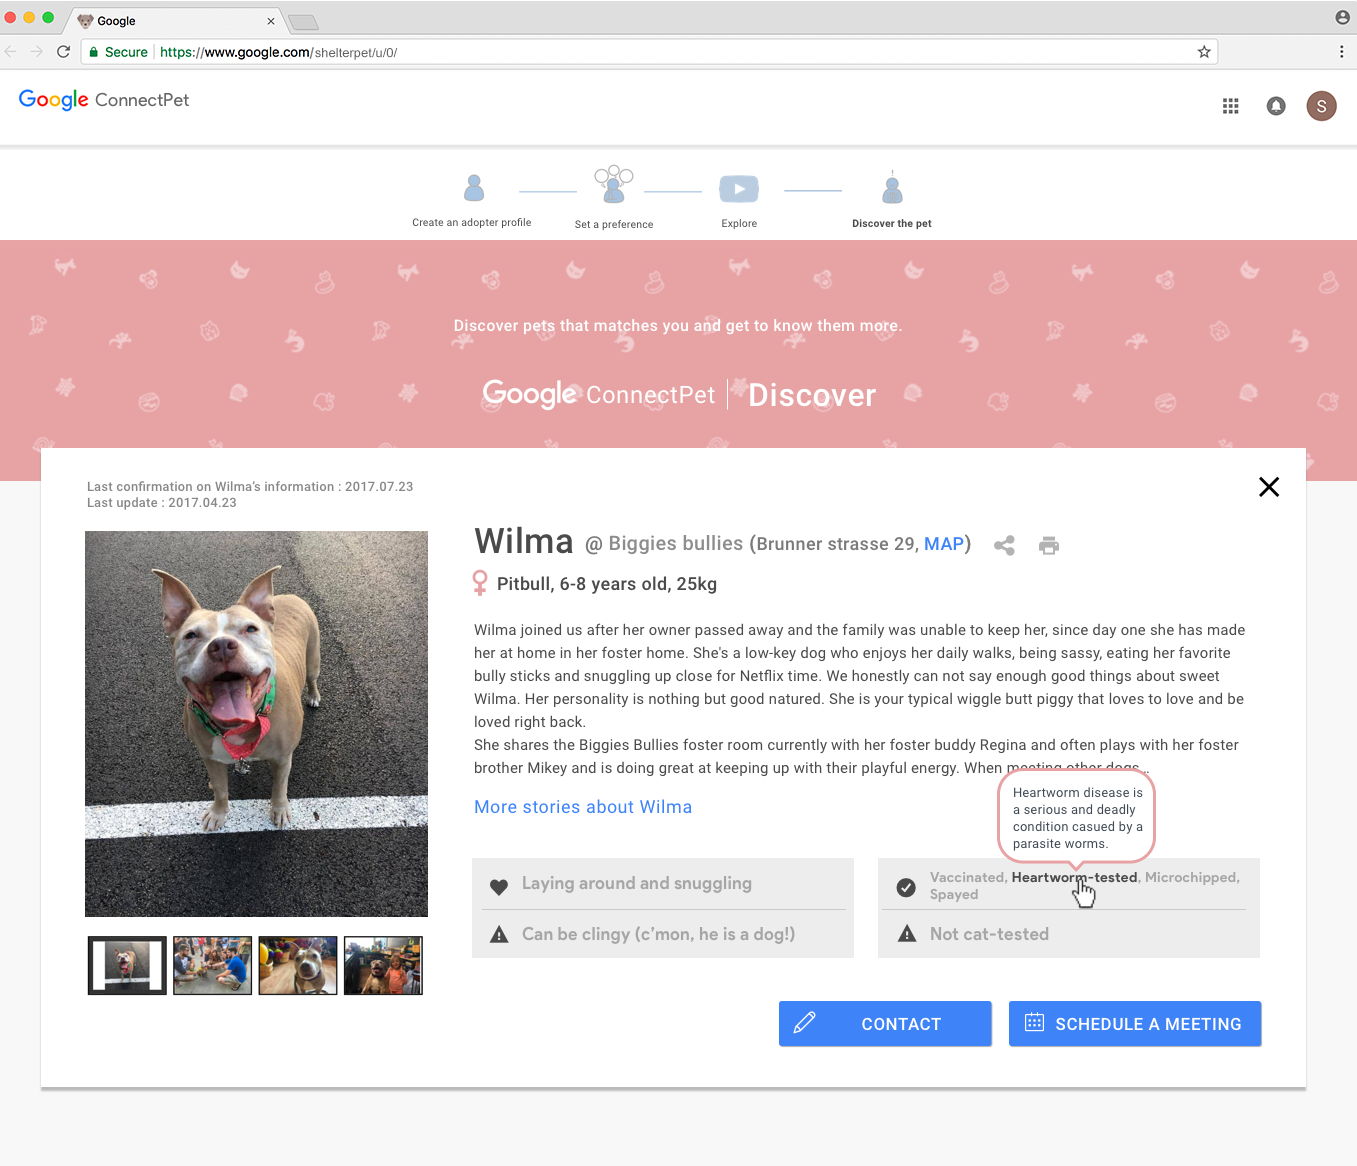 Google
Secure https://www.google.com/shelterpet/u/0/
Google ConnectPet
S
Create an adopter profile
Set a preference
Explore
Discover the pet
Discover pets that matches you and get to know them more.
Google ConnectPet Discover
Last confirmation on Wilma's information : 2017.07.23
Last update : 2017.04.23
Wilma @ Biggies bullies (Brunner strasse 29, MAP)
Pitbull, 6-8 years old, 25kg
Wilma joined us after her owner passed away and the family was unable to keep her, since day one she has made
her at home in her foster home. She's a low-key dog who enjoys her daily walks, being sassy, eating her favorite
bully sticks and snuggling up close for Netflix time. We honestly can not say enough good things about sweet
Wilma. Her personality is nothing but good natured. She is your typical wiggle butt piggy that loves to love and be
loved right back.
She shares the Biggies Bullies foster room currently with her foster buddy Regina and often plays with her foster
brother Mikey and is doing great at keeping up with their playful energy. When meeting other dogs..
More stories about Wilma
Heartworm disease is
a serious and deadly
condition casued by a
parasite worms.
Laying around and snuggling
Can be clingy (c'mon, he is a dog!)
Vaccinated, Heartworm-tested, Microchipped,
Spayed
Not cat-tested
CONTACT
SCHEDULE A MEETING